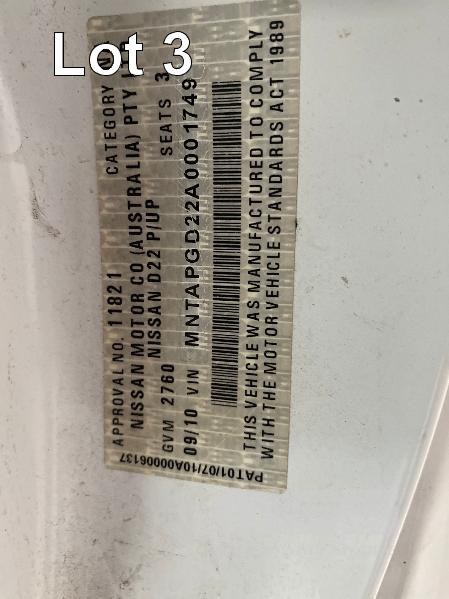 Lot 3
APPROVAL NO. 11821 CATEGORY
NISSAN MOTOR CO (AUSTRALIA) PTY
NISSAN D22 P/UP
GVM 2760 SEATS 3
09/10 VIN MNTAPGD22A0001749
THIS VEHICLE WAS MANUFACTURED TO COMPLY
WITH THE MOTOR VEHICLE STANDARDS ACT 1989
PAT01/07/10A00006137